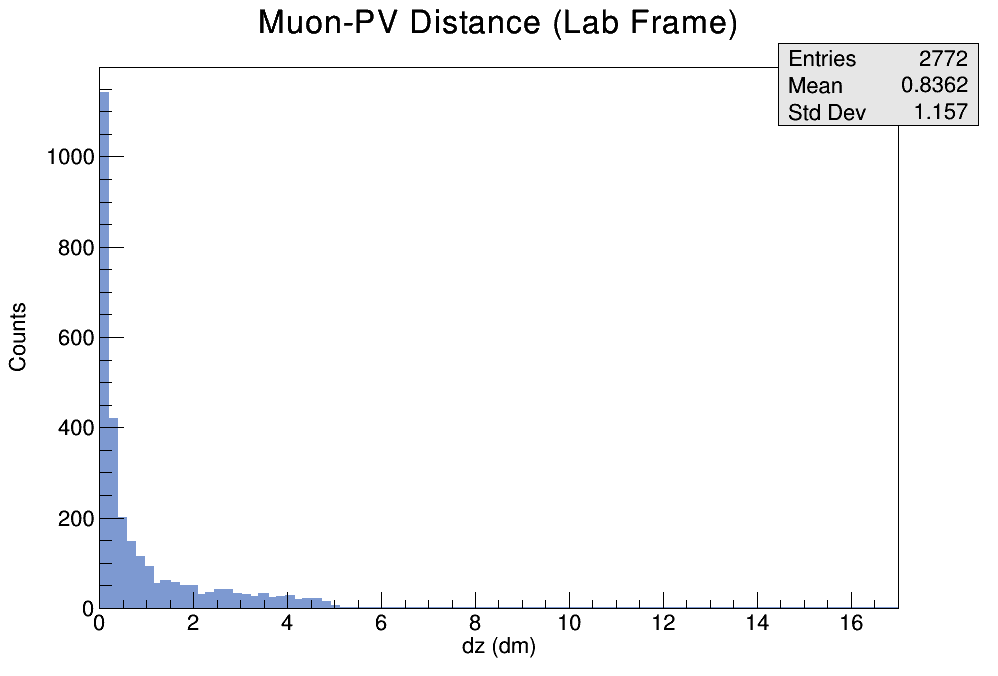 Muon-PV Distance (Lab Frame)
Entries 2772
Mean 0.8362
Std Dev 1.157
1000
800
600
400
200
0
Counts
0 2 4 6 8 10 12 14 16
dz (dm)